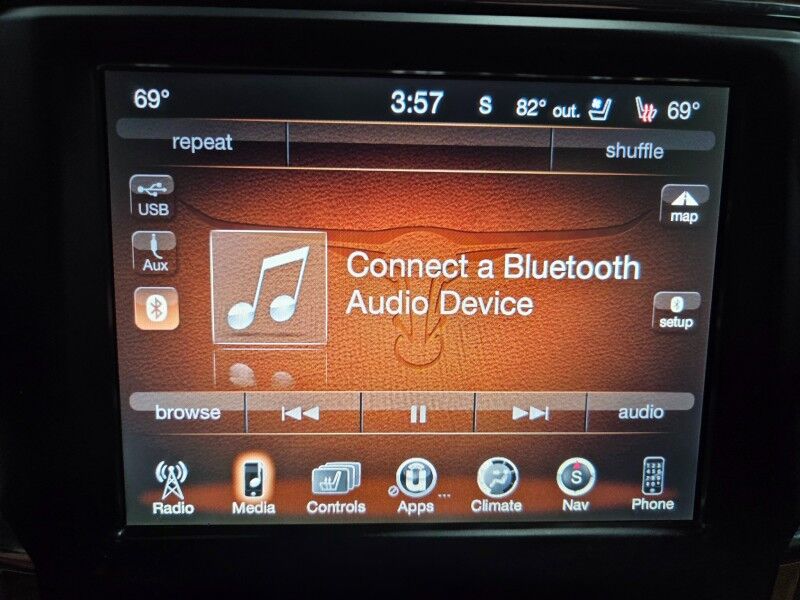 69°
3:57
S
82° out.
69°
repeat
shuffle
USB
map
Aux
Connect a Bluetooth
Audio Device
setup
browse
audio
Radio
Media
Controls
Apps
Climate
S
Nav
Phone